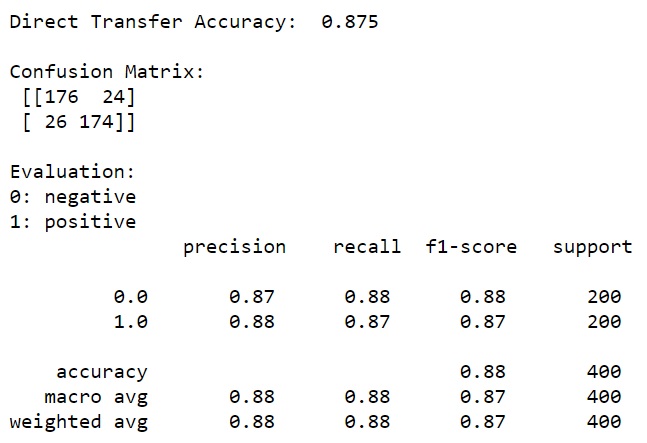 Direct Transfer Accuracy:  0.875
Confusion Matrix:
 [[176  24]
 [ 26 174]]
Evaluation:
0: negative
1: positive
               precision    recall  f1-score   support
         0.0       0.87      0.88      0.88       200
         1.0       0.88      0.87      0.87       200
    accuracy                           0.88       400
   macro avg       0.88      0.88      0.87       400
weighted avg       0.88      0.88      0.87       400